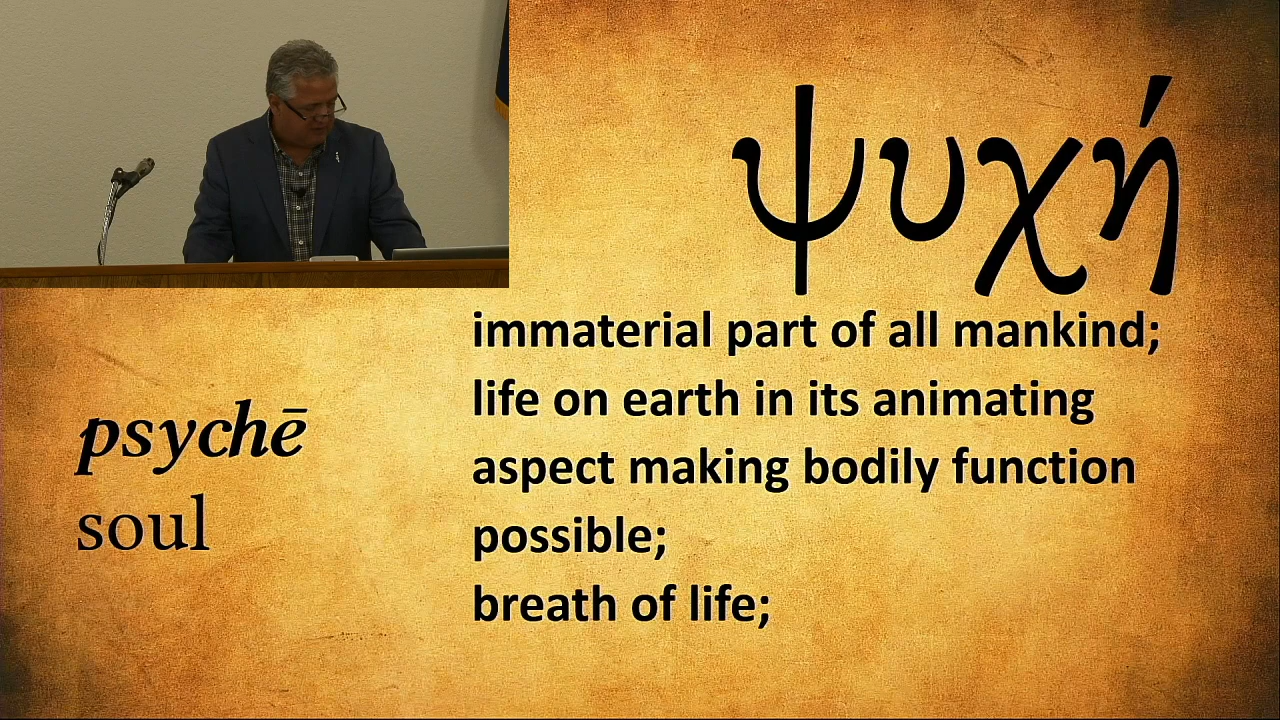 ψυχή
immaterial part of all mankind;
life on earth in its animating
aspect making bodily function
possible;
breath of life;
psychē
soul